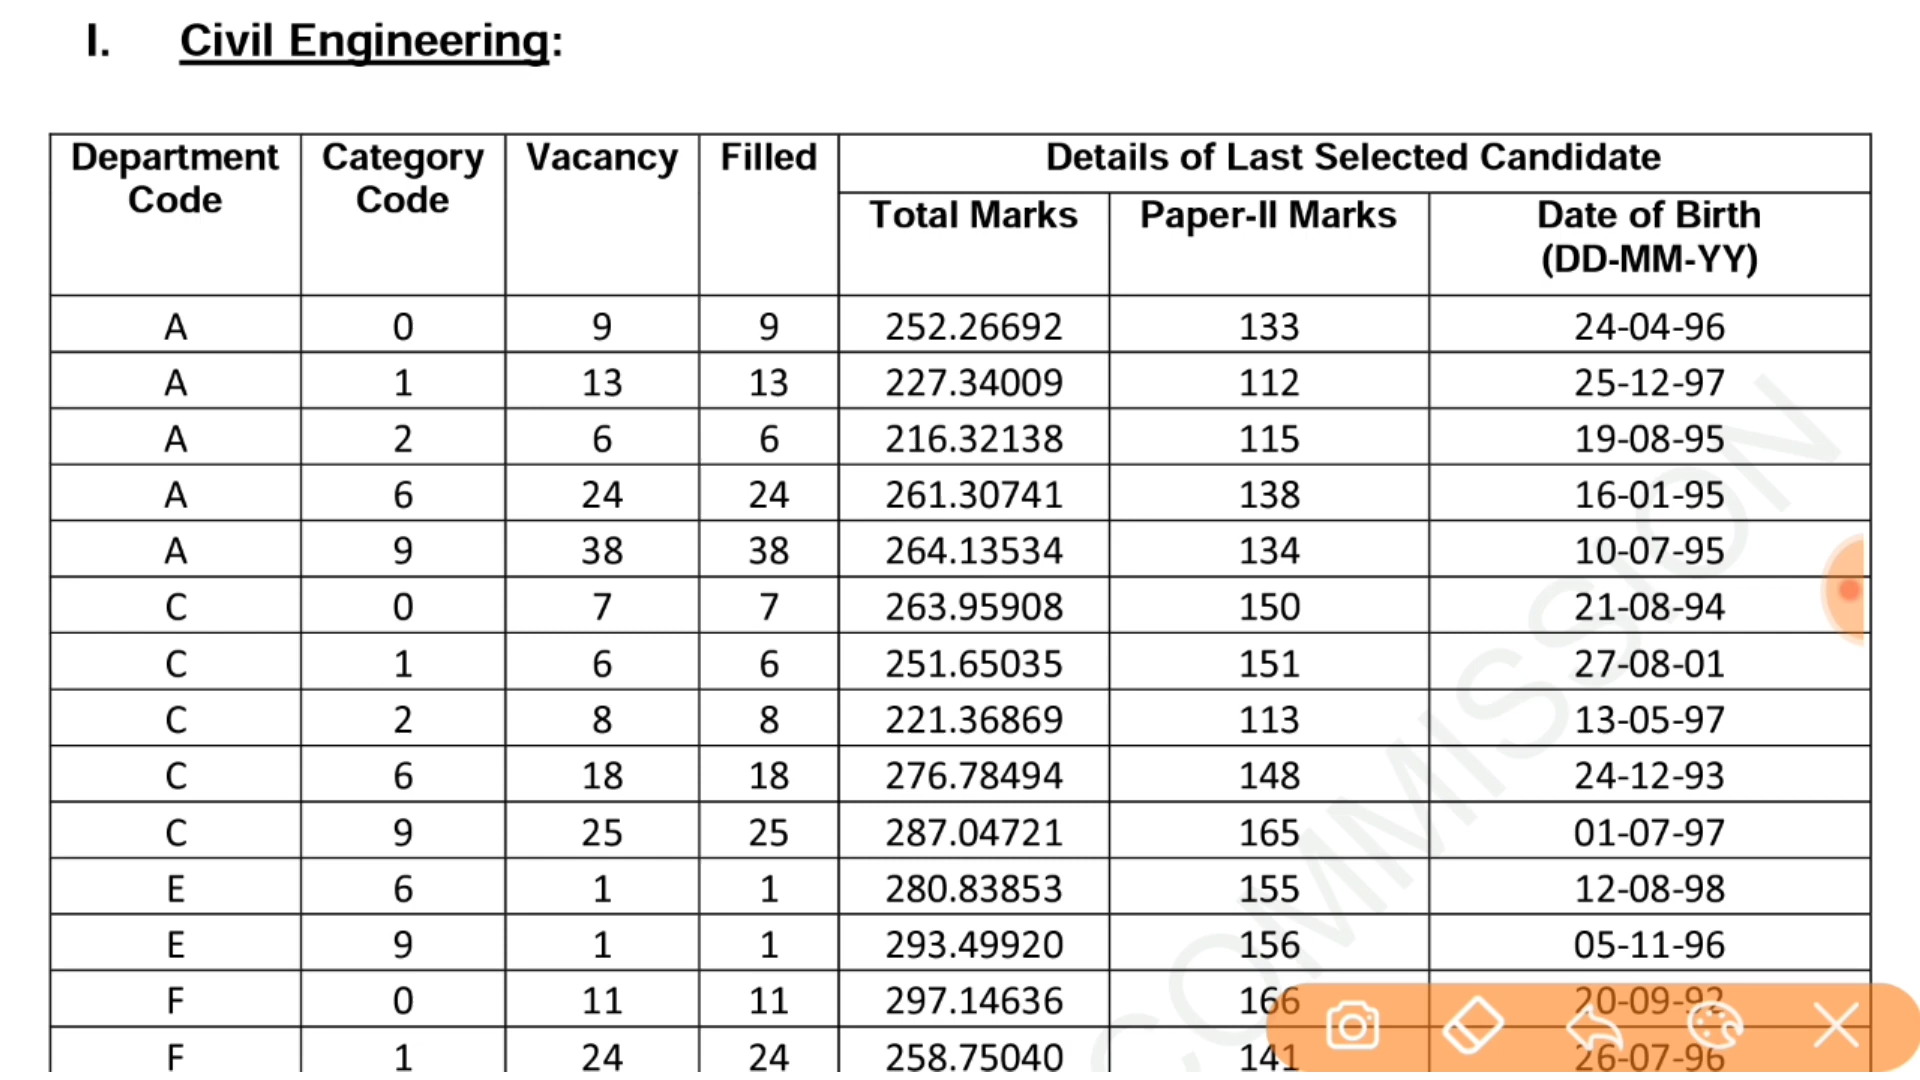 I. Civil Engineering:
Department Code Category Code Vacancy Filled Details of Last Selected Candidate
Total Marks Paper-II Marks Date of Birth (DD-MM-YY)
A 0 9 9 252.26692 133 24-04-96
A 1 13 13 227.34009 112 25-12-97
A 2 6 6 216.32138 115 19-08-95
A 6 24 24 261.30741 138 16-01-95
A 9 38 38 264.13534 134 10-07-95
C 0 7 7 263.95908 150 21-08-94
C 1 6 6 251.65035 151 27-08-01
C 2 8 8 221.36869 113 13-05-97
C 6 18 18 276.78494 148 24-12-93
C 9 25 25 287.04721 165 01-07-97
E 6 1 1 280.83853 155 12-08-98
E 9 1 1 293.49920 156 05-11-96
F 0 11 11 297.14636 166 20-09-92
F 1 24 24 258.75040 141 26-07-96
COMMISSION